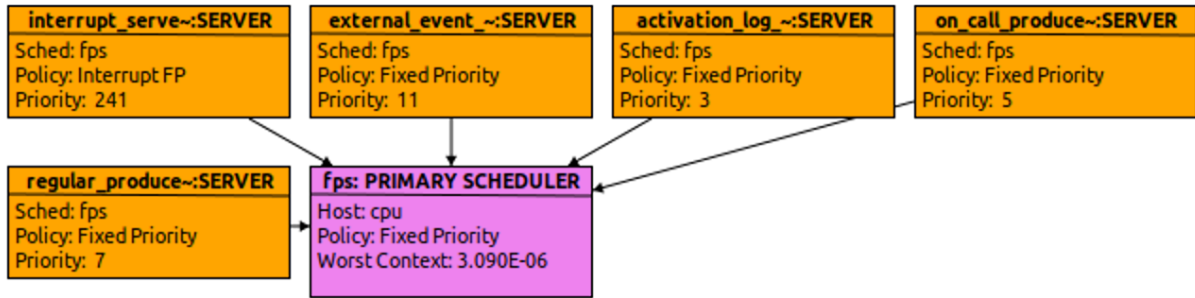 interrupt_serve~:SERVER
Sched: fps
Policy: Interrupt FP
Priority: 241
external_event_~:SERVER
Sched: fps
Policy: Fixed Priority
Priority: 11
activation_log_~:SERVER
Sched: fps
Policy: Fixed Priority
Priority: 3
on_call_produce~:SERVER
Sched: fps
Policy: Fixed Priority
Priority: 5
regular_produce~:SERVER
Sched: fps
Policy: Fixed Priority
Priority: 7
fps: PRIMARY SCHEDULER
Host: cpu
Policy: Fixed Priority
Worst Context: 3.090E-06